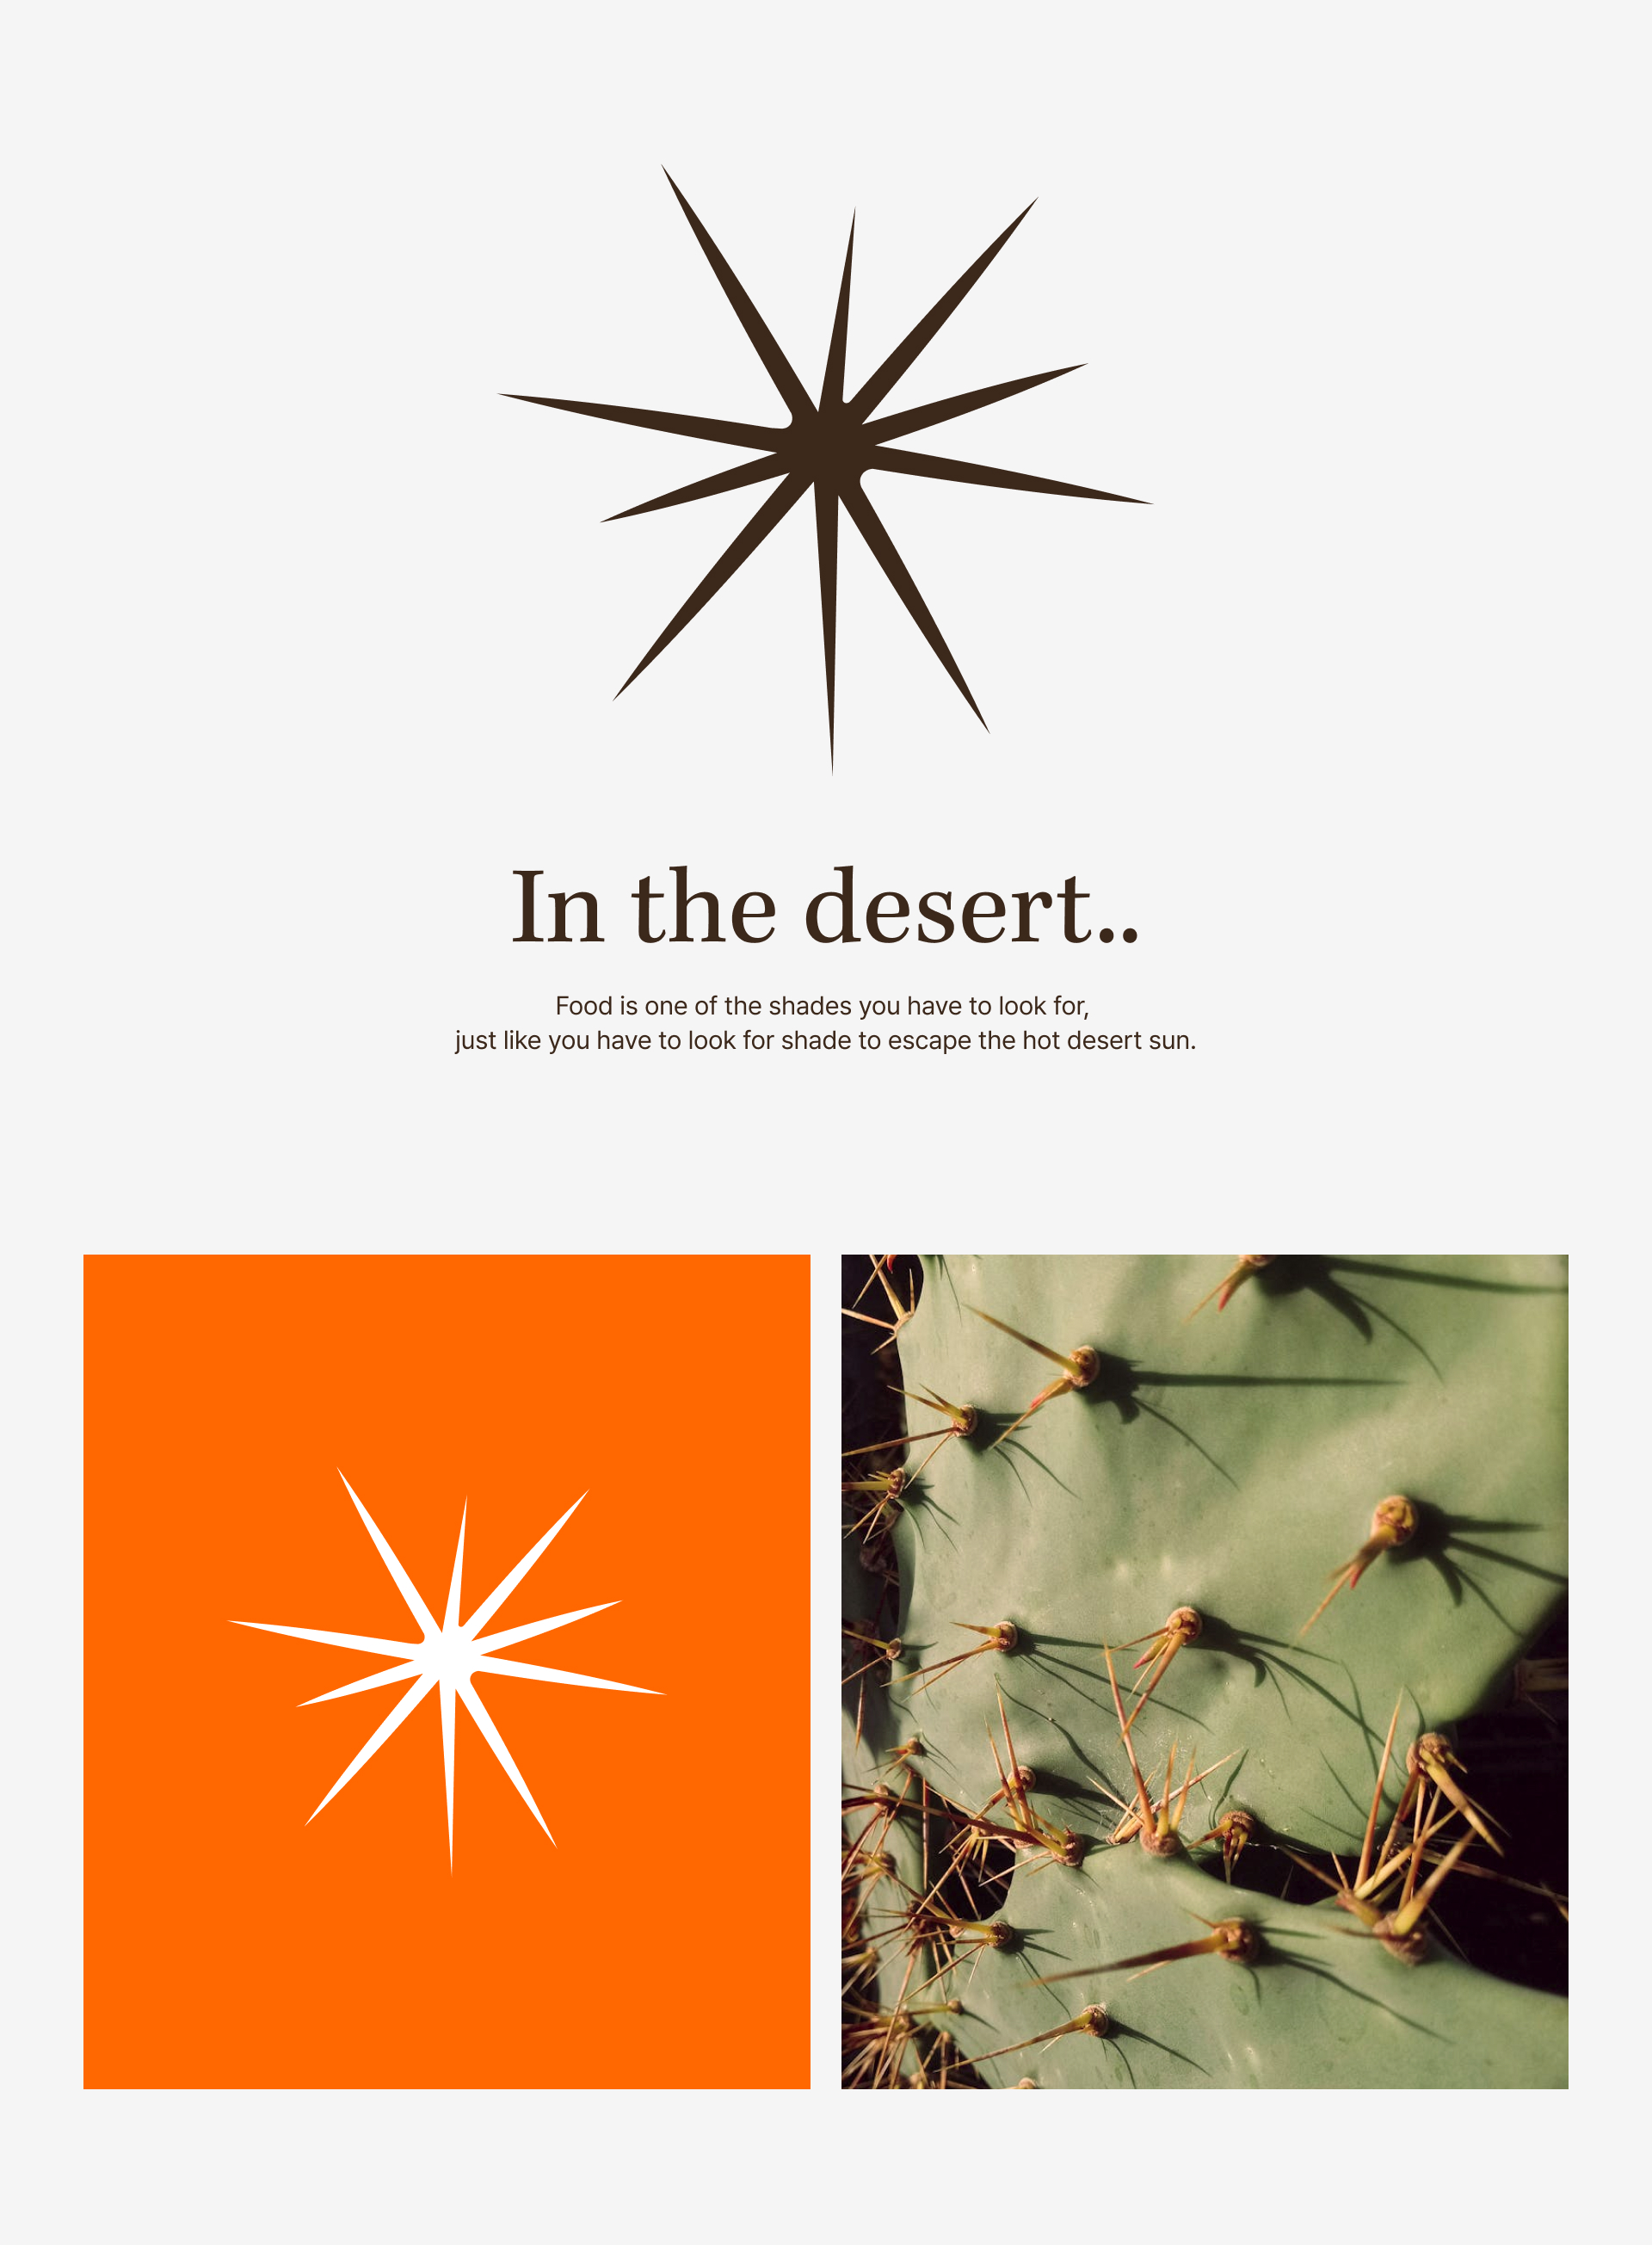 In the desert..
Food is one of the shades you have to look for,
just like you have to look for shade to escape the hot desert sun.